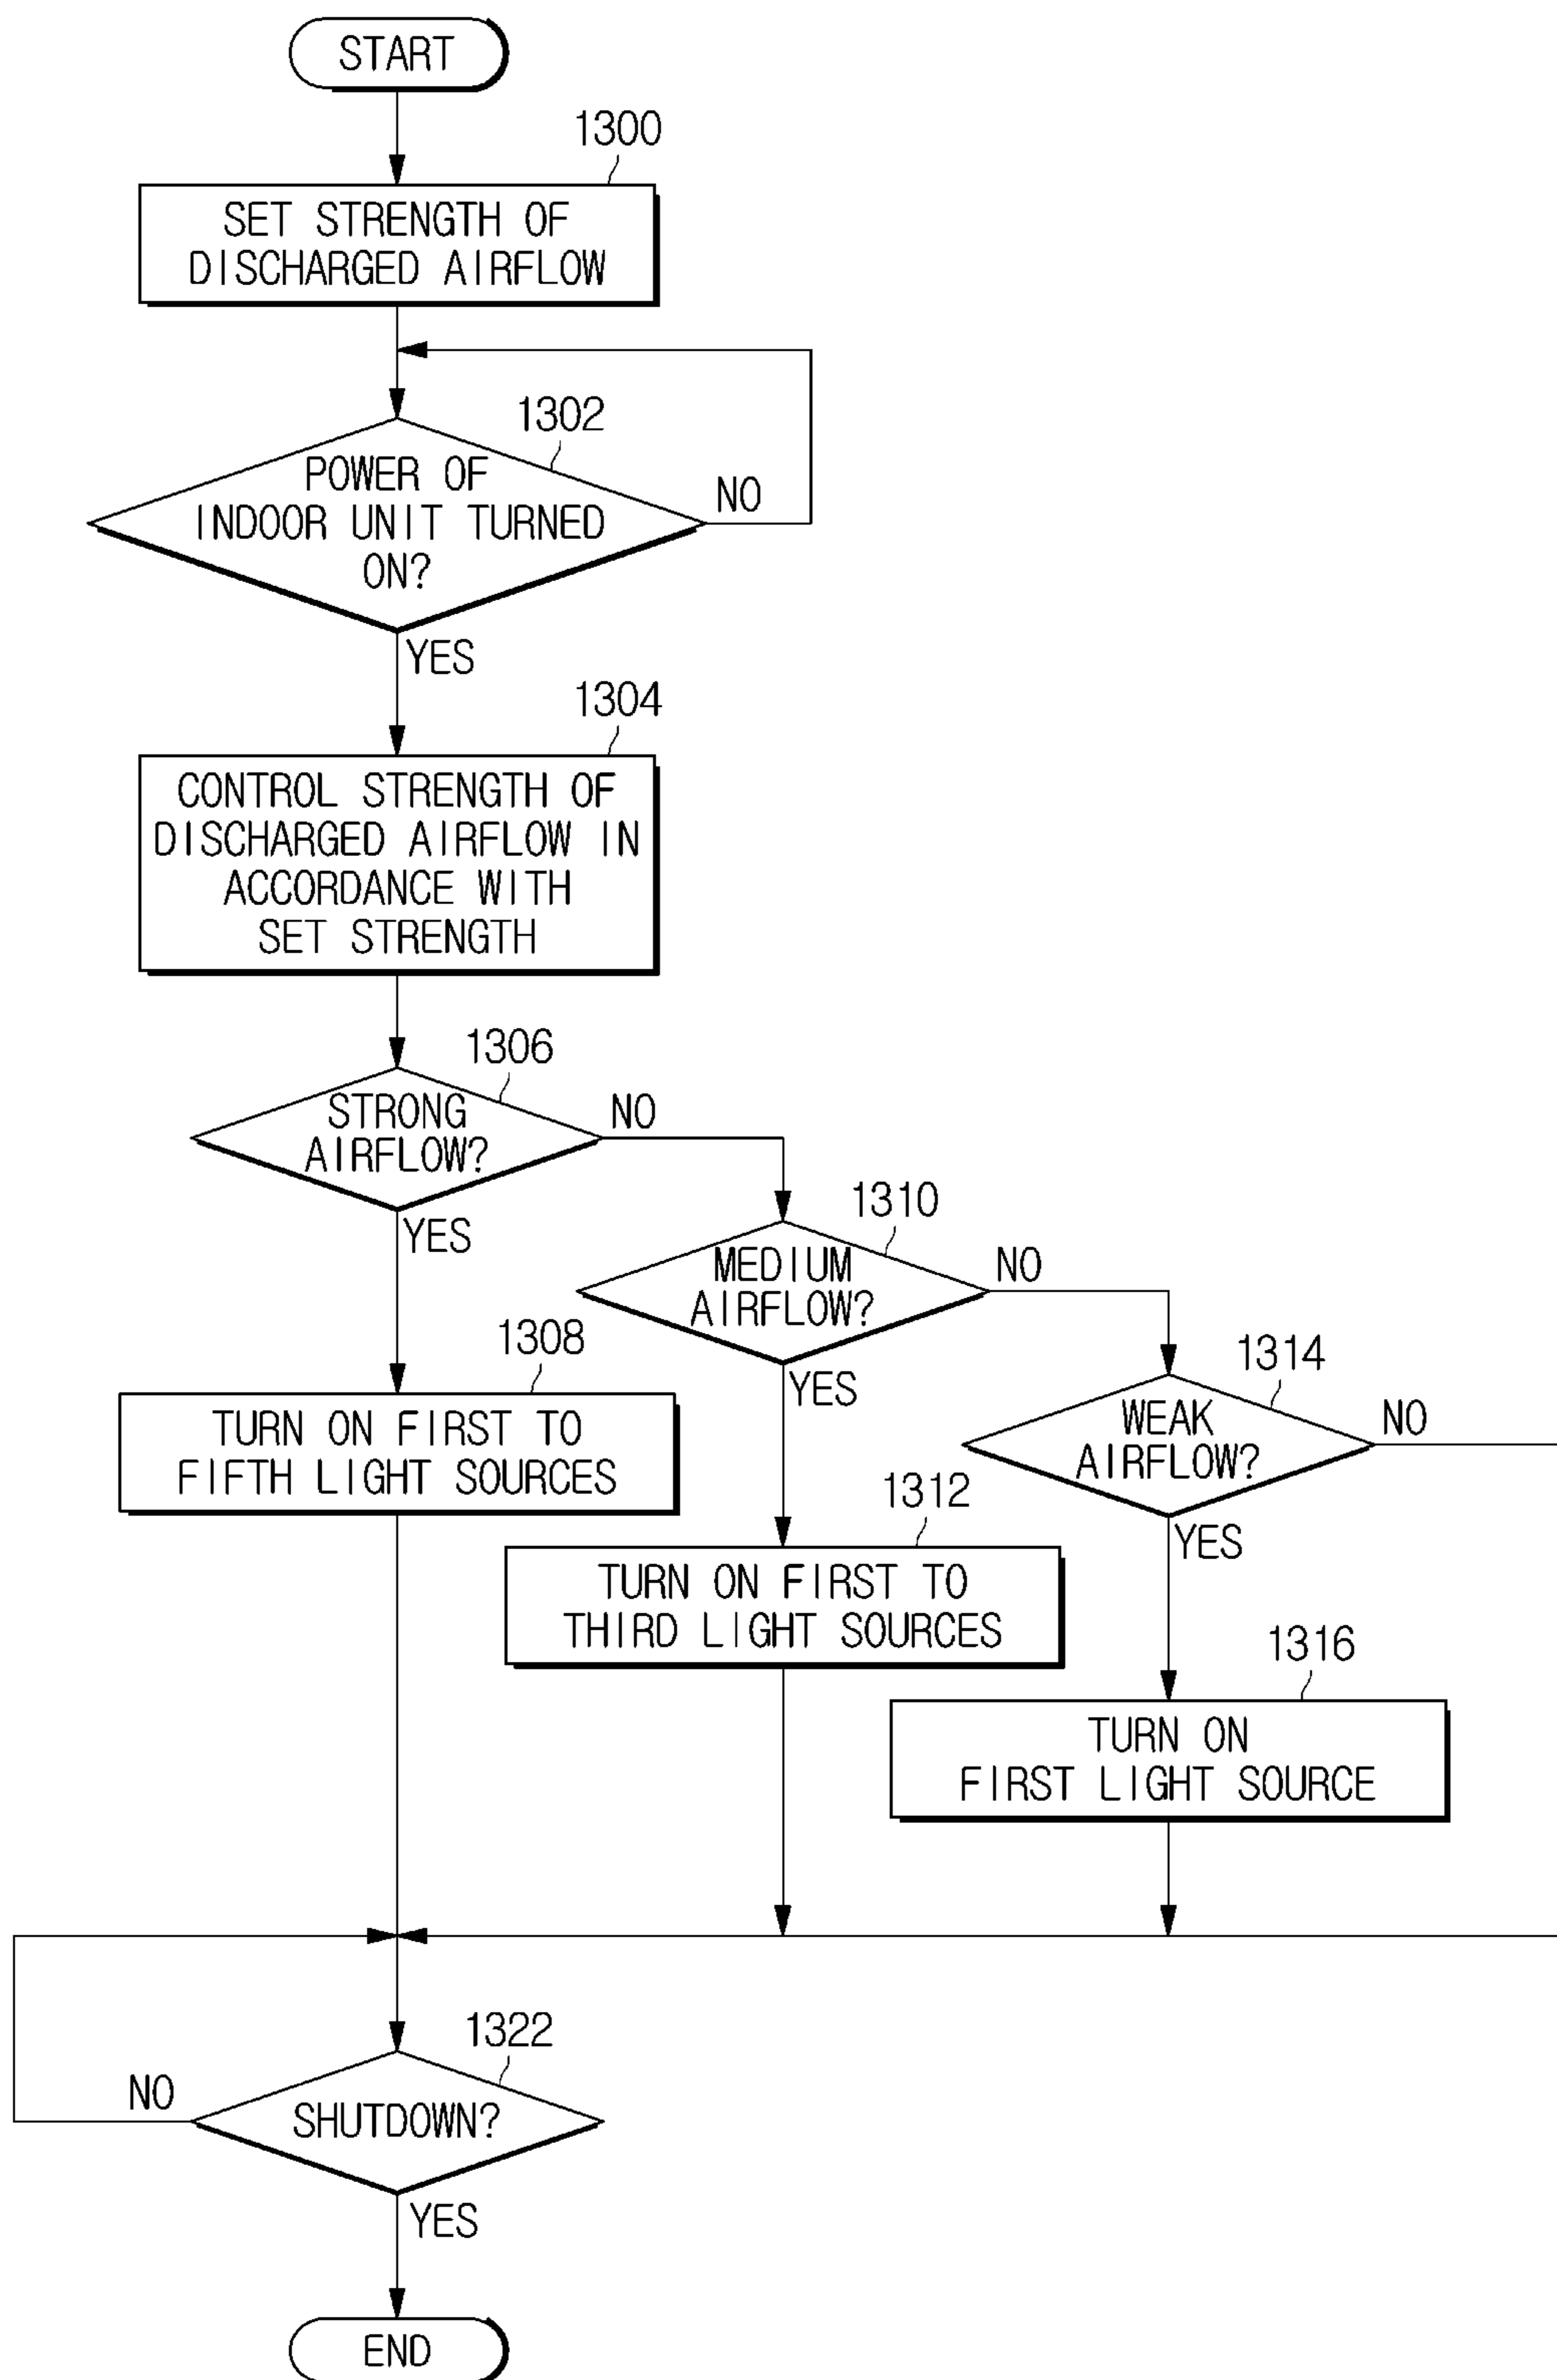 START
1300
SET STRENGTH OF
DISCHARGED AIRFLOW
1302
POWER OF
INDOOR UNIT TURNED
ON?
NO
YES
1304
CONTROL STRENGTH OF
DISCHARGED AIRFLOW IN
ACCORDANCE WITH
SET STRENGTH
1306
STRONG
AIRFLOW?
NO
YES
1310
MEDIUM
AIRFLOW?
NO
YES
1308
TURN ON FIRST TO
FIFTH LIGHT SOURCES
1314
WEAK
AIRFLOW?
NO
YES
1312
TURN ON FIRST TO
THIRD LIGHT SOURCES
1316
TURN ON
FIRST LIGHT SOURCE
1322
SHUTDOWN?
NO
YES
END